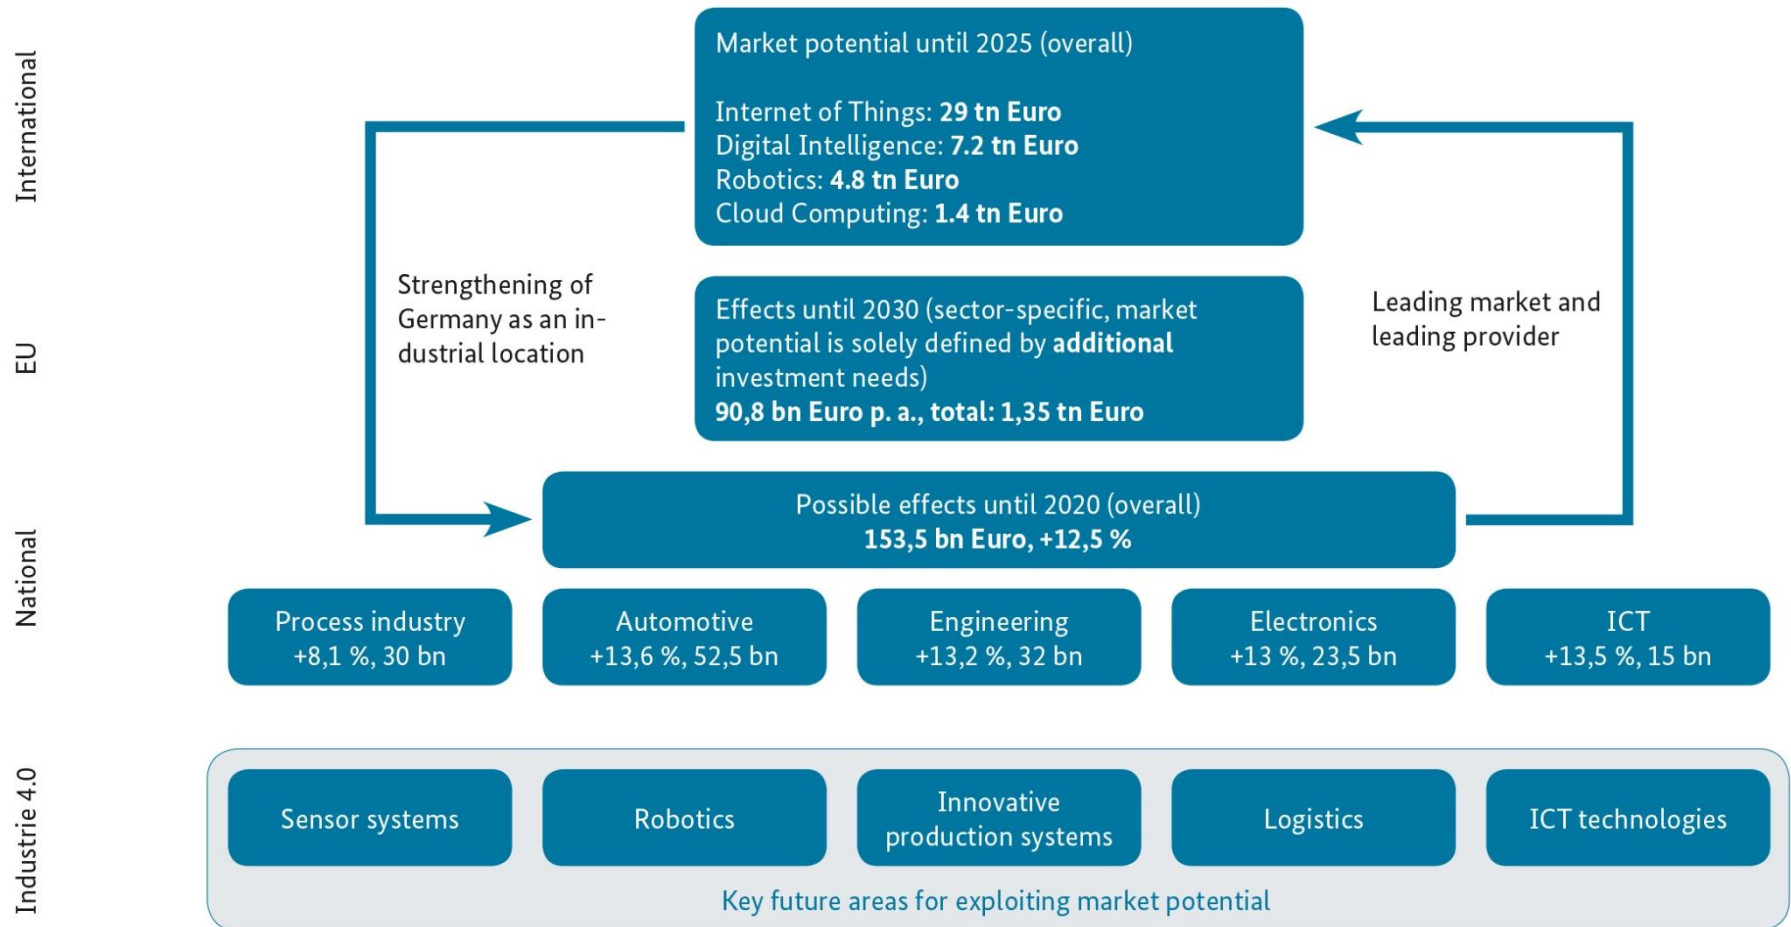 International
Market potential until 2025 (overall)
Internet of Things: 29 tn Euro
Digital Intelligence: 7.2 tn Euro
Robotics: 4.8 tn Euro
Cloud Computing: 1.4 tn Euro
Strengthening of
Germany as an in-
dustrial location
Leading market and
leading provider
EU
Effects until 2030 (sector-specific, market
potential is solely defined by additional
investment needs)
90,8 bn Euro p. a., total: 1,35 tn Euro
National
Possible effects until 2020 (overall)
153,5 bn Euro, +12,5 %
Process industry
+8,1 %, 30 bn
Automotive
+13,6 %, 52,5 bn
Engineering
+13,2 %, 32 bn
Electronics
+13 %, 23,5 bn
ICT
+13,5 %, 15 bn
Industrie 4.0
Sensor systems
Robotics
Innovative
production systems
Logistics
ICT technologies
Key future areas for exploiting market potential